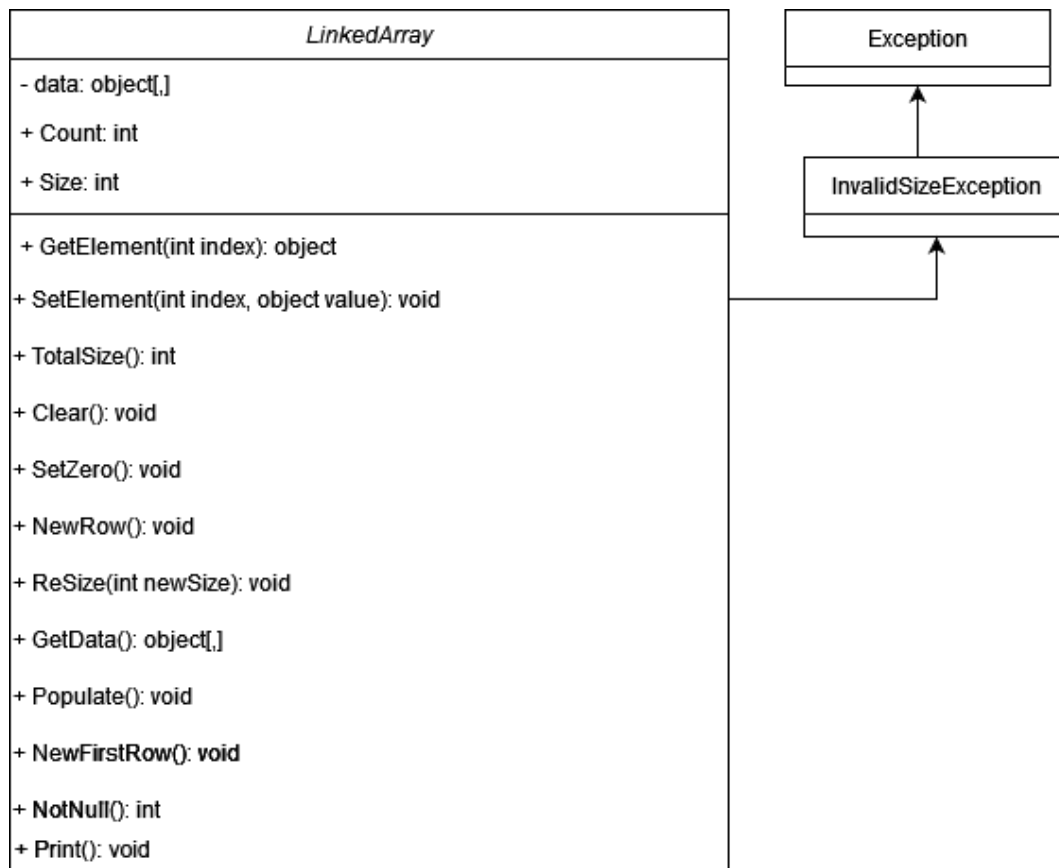 LinkedArray
- data: object[,]
+ Count: int
+ Size: int
+ GetElement(int index): object
+ SetElement(int index, object value): void
+ TotalSize(): int
+ Clear(): void
+ SetZero(): void
+ NewRow(): void
+ ReSize(int newSize): void
+ GetData(): object[,]
+ Populate(): void
+ NewFirstRow(): void
+ NotNull(): int
+ Print(): void
Exception
InvalidSizeException